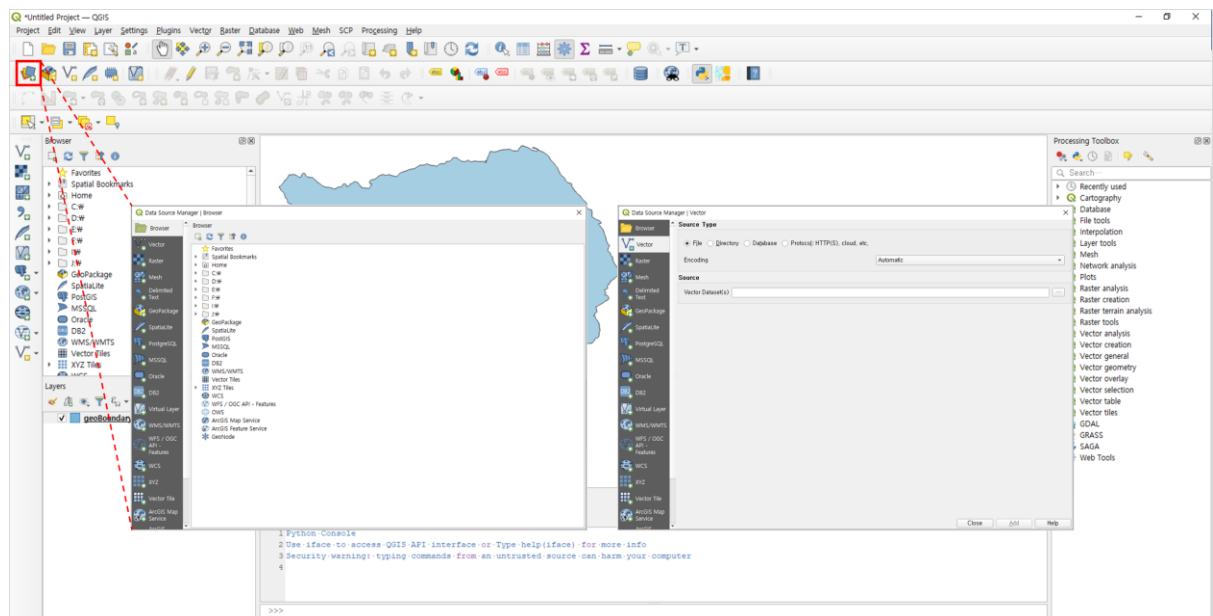 *Untitled Project — QGIS
Project Edit View Layer Settings Plugins Vector Raster Database Web Mesh SCP Processing Help
Browser
Favorites
Spatial Bookmarks
Home
C:₩
D:₩
E:₩
F:₩
I:₩
J:₩
GeoPackage
SpatiaLite
PostGIS
MSSQL
Oracle
DB2
WMS/WMTS
Vector Tiles
XYZ Tiles
WCS
Layers
geoBoundary
Data Source Manager | Browser
Browser
Vector
Raster
Mesh
Delimited
Text
GeoPackage
SpatiaLite
PostgreSQL
MSSQL
Oracle
DB2
Virtual Layer
WMS/WMTS
WFS / OGC
API -
Features
WCS
XYZ
Vector Tile
ArcGIS Map
Service
Browser
Favorites
Spatial Bookmarks
Home
C:₩
D:₩
E:₩
F:₩
I:₩
J:₩
GeoPackage
SpatiaLite
PostGIS
MSSQL
Oracle
DB2
WMS/WMTS
Vector Tiles
XYZ Tiles
WCS
WFS / OGC API - Features
OWS
ArcGIS Map Service
ArcGIS Feature Service
GeoNode
Data Source Manager | Vector
Browser
Vector
Raster
Mesh
Delimited
Text
GeoPackage
SpatiaLite
PostgreSQL
MSSQL
Oracle
DB2
Virtual Layer
WMS/WMTS
WFS / OGC
API -
Features
WCS
XYZ
Vector Tile
ArcGIS Map
Service
Source Type
File Directory Database Protocol: HTTP(S), cloud, etc.
Encoding Automatic
Source
Vector Dataset(s) ...
Close Add Help
Processing Toolbox
Search…
Recently used
Cartography
Database
File tools
Interpolation
Layer tools
Mesh
Network analysis
Plots
Raster analysis
Raster creation
Raster terrain analysis
Raster tools
Vector analysis
Vector creation
Vector general
Vector geometry
Vector overlay
Vector selection
Vector table
Vector tiles
GDAL
GRASS
SAGA
Web Tools
1 Python Console
2 Use iface to access QGIS API interface or Type help(iface) for more info
3 Security warning: typing commands from an untrusted source can harm your computer
4
>>>